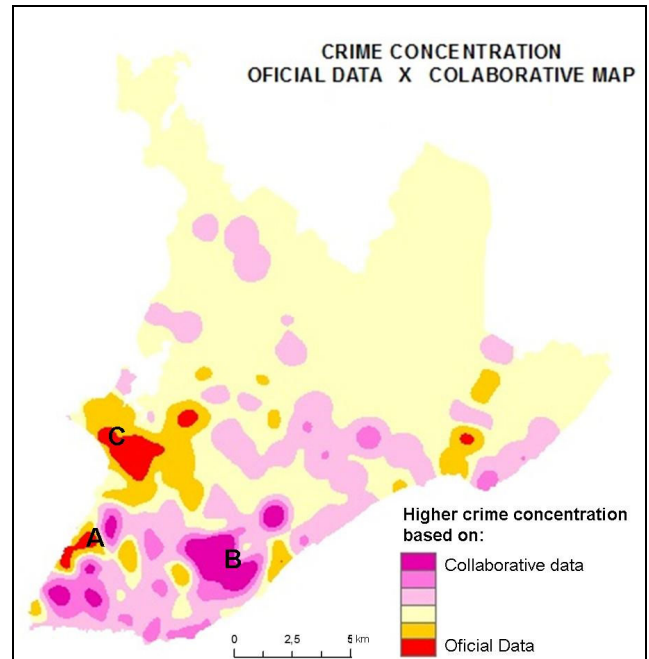 CRIME CONCENTRATION
OFICIAL DATA X COLABORATIVE MAP
C
A
B
Higher crime concentration
based on:
Collaborative data
Oficial Data
0 2,5 5 km